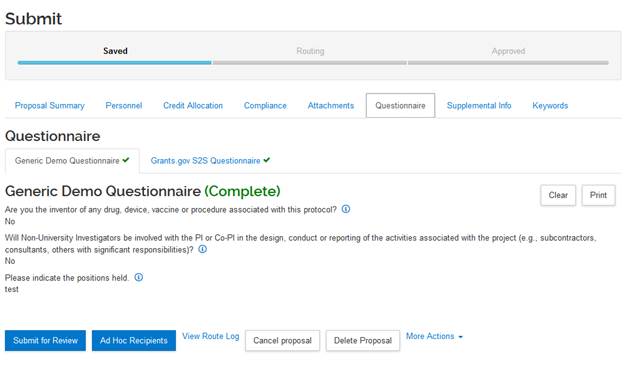 Submit
Saved Routing Approved
Proposal Summary Personnel Credit Allocation Compliance Attachments Questionnaire Supplemental Info Keywords
Questionnaire
Generic Demo Questionnaire Grants.gov S2S Questionnaire
Generic Demo Questionnaire (Complete) Clear Print
Are you the inventor of any drug, device, vaccine or procedure associated with this protocol?
No
Will Non-University Investigators be involved with the PI or Co-PI in the design, conduct or reporting of the activities associated with the project (e.g., subcontractors,
consultants, others with significant responsibilities)?
No
Please indicate the positions held.
test
Submit for Review Ad Hoc Recipients View Route Log Cancel proposal Delete Proposal More Actions